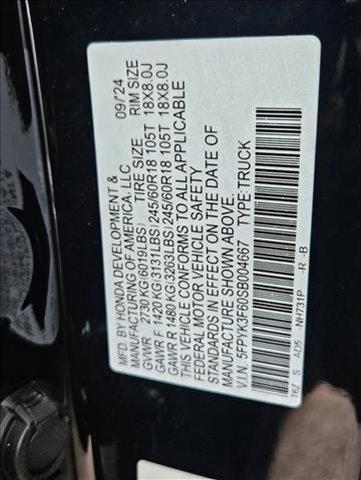 MFD. BY HONDA DEVELOPMENT & 09/'24
MANUFACTURING OF AMERICA, LLC
TIRE SIZE RIM SIZE
GVWR 2730 KG(6019LBS)
GAWR F 1420 KG(3131LBS) 245/60R18 105T 18X8.0J
GAWR R 1480 KG(3263LBS) 245/60R18 105T 18X8.0J
THIS VEHICLE CONFORMS TO ALL APPLICABLE
FEDERAL MOTOR VEHICLE SAFETY
STANDARDS IN EFFECT ON THE DATE OF
MANUFACTURE SHOWN ABOVE.
V.I.N. 5FPYK3F60SB004667 TYPE:TRUCK
T6Z S AD5 -NH731P -R -B